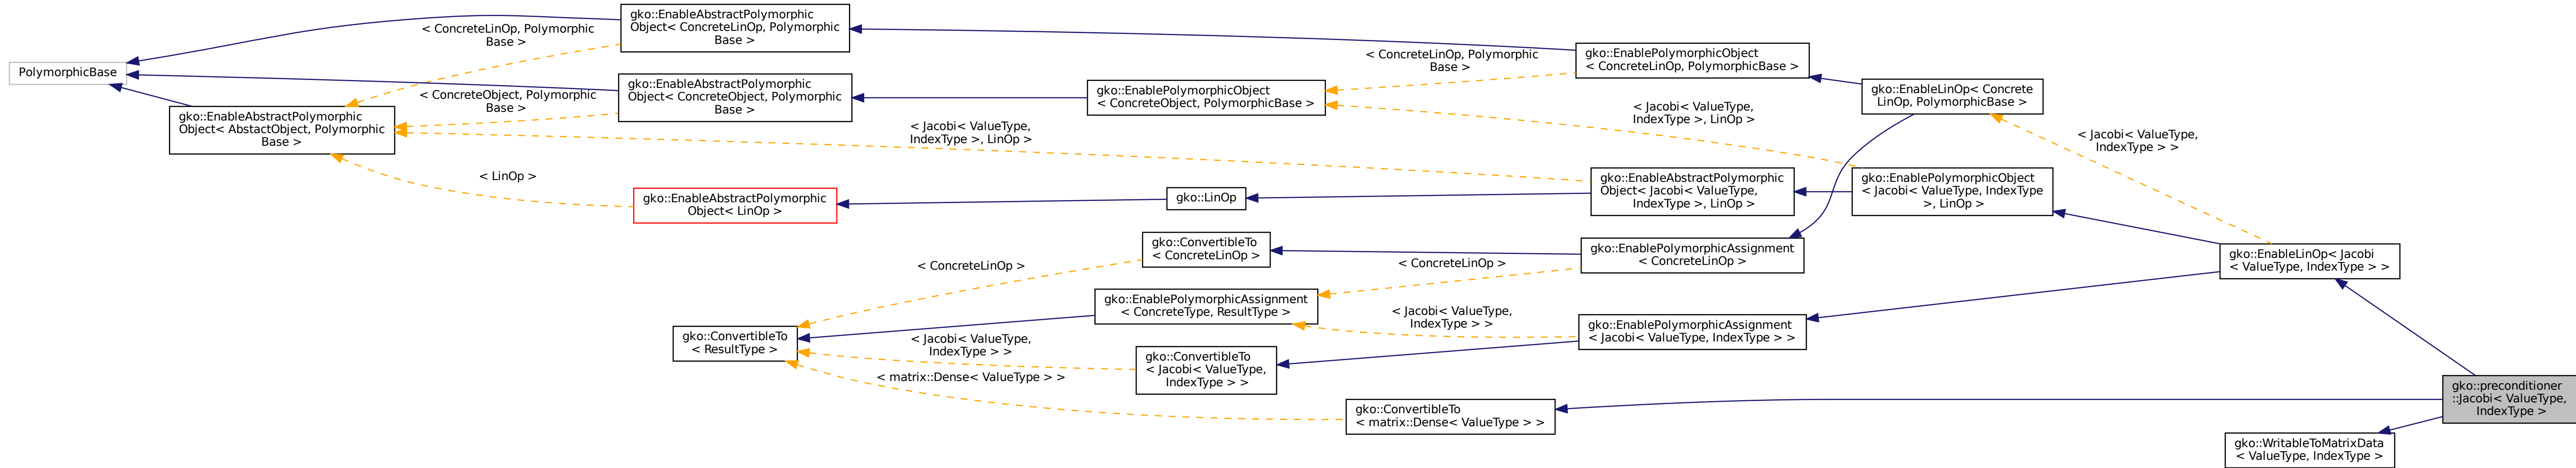 PolymorphicBase
gko::EnableAbstractPolymorphic
Object< AbstactObject, Polymorphic
Base >
< ConcreteLinOp, Polymorphic
Base >
< ConcreteObject, Polymorphic
Base >
< LinOp >
gko::EnableAbstractPolymorphic
Object< ConcreteLinOp, Polymorphic
Base >
gko::EnableAbstractPolymorphic
Object< ConcreteObject, Polymorphic
Base >
gko::EnableAbstractPolymorphic
Object< LinOp >
< Jacobi< ValueType,
IndexType >, LinOp >
gko::EnablePolymorphicObject
< ConcreteObject, PolymorphicBase >
gko::LinOp
< ConcreteLinOp, Polymorphic
Base >
< Jacobi< ValueType,
IndexType >, LinOp >
gko::EnablePolymorphicObject
< ConcreteLinOp, PolymorphicBase >
gko::EnableAbstractPolymorphic
Object< Jacobi< ValueType,
IndexType >, LinOp >
gko::EnableLinOp< Concrete
LinOp, PolymorphicBase >
gko::EnablePolymorphicObject
< Jacobi< ValueType, IndexType
>, LinOp >
< Jacobi< ValueType,
IndexType > >
gko::ConvertibleTo
< ResultType >
< ConcreteLinOp >
< Jacobi< ValueType,
IndexType > >
< matrix::Dense< ValueType > >
gko::ConvertibleTo
< ConcreteLinOp >
gko::EnablePolymorphicAssignment
< ConcreteType, ResultType >
gko::ConvertibleTo
< Jacobi< ValueType,
IndexType > >
gko::ConvertibleTo
< matrix::Dense< ValueType > >
< ConcreteLinOp >
< Jacobi< ValueType,
IndexType > >
gko::EnablePolymorphicAssignment
< ConcreteLinOp >
gko::EnablePolymorphicAssignment
< Jacobi< ValueType, IndexType > >
gko::EnableLinOp< Jacobi
< ValueType, IndexType > >
gko::preconditioner
::Jacobi< ValueType,
IndexType >
gko::WritableToMatrixData
< ValueType, IndexType >